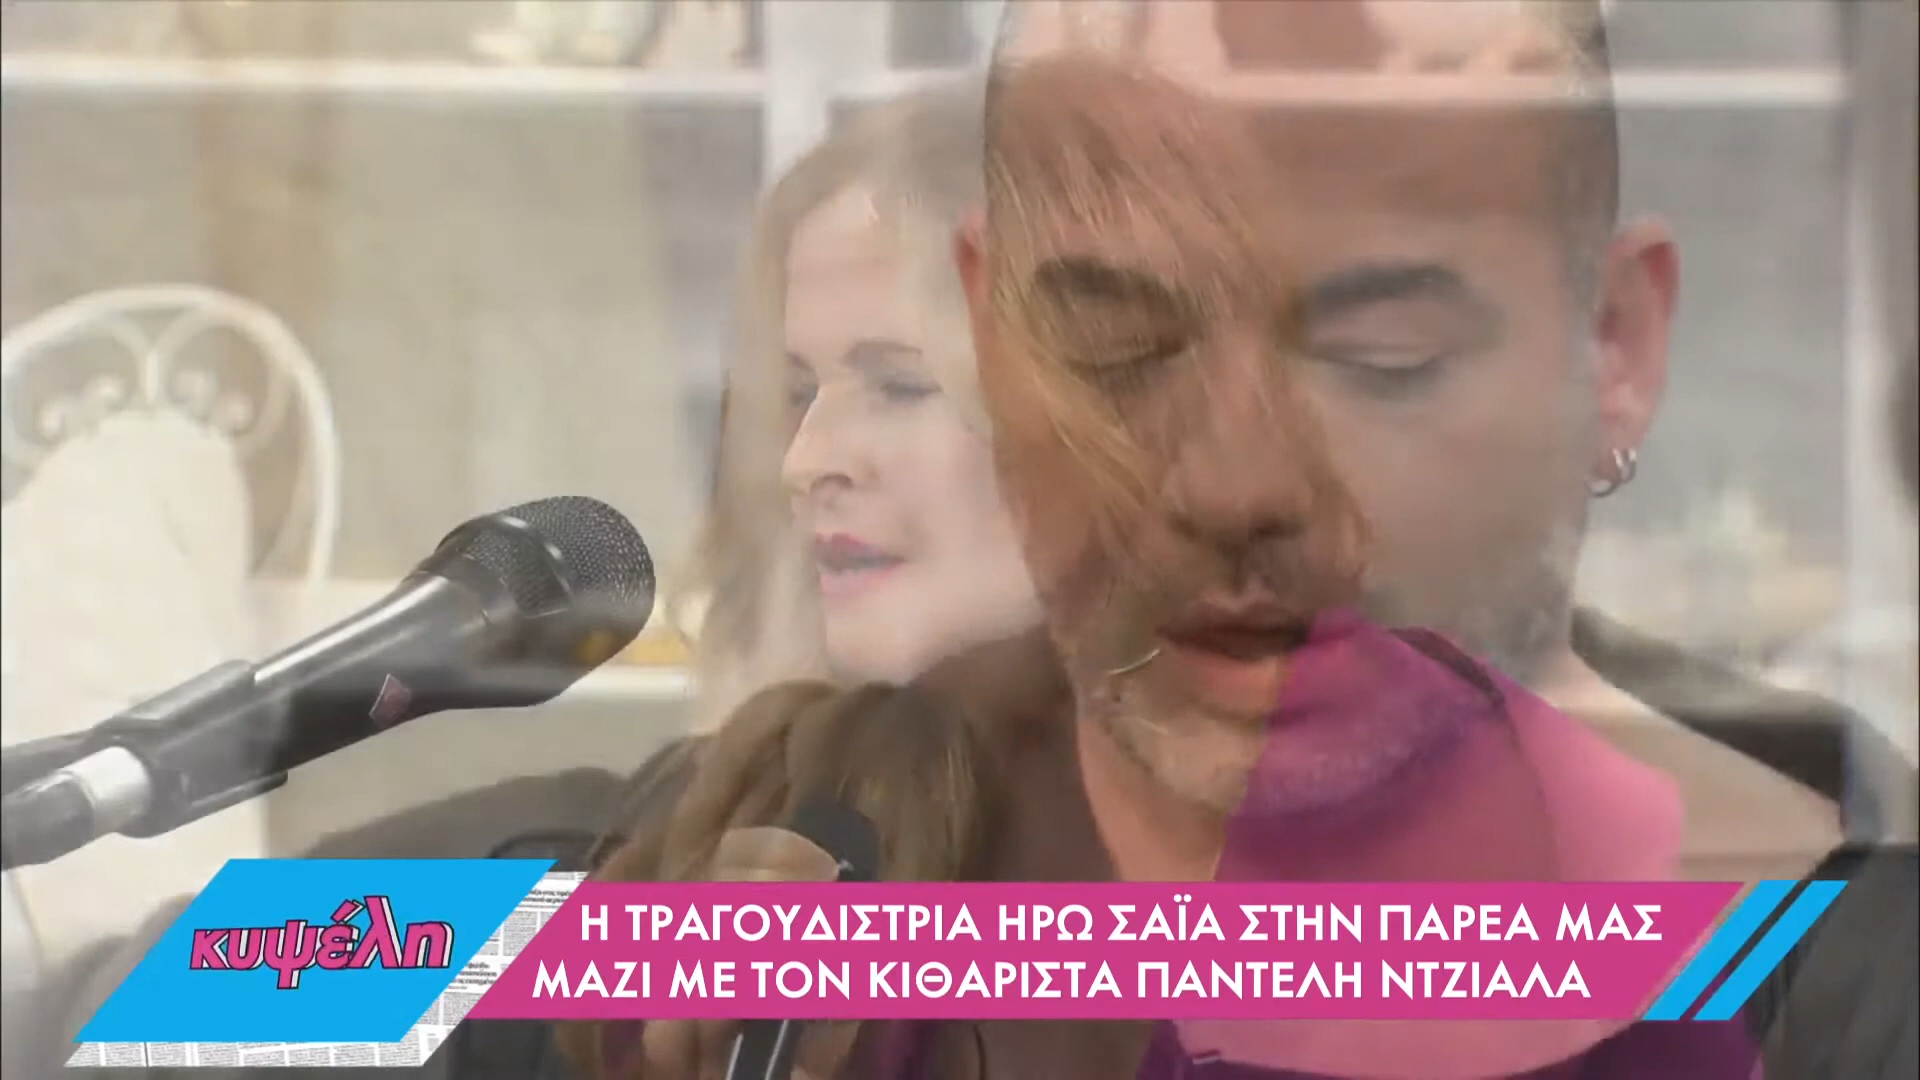 κυψέλη
Η ΤΡΑΓΟΥΔΙΣΤΡΙΑ ΗΡΩ ΣΑΪΑ ΣΤΗΝ ΠΑΡΕΑ ΜΑΣ
ΜΑΖΙ ΜΕ ΤΟΝ ΚΙΘΑΡΙΣΤΑ ΠΑΝΤΕΛΗ ΝΤΖΙΑΛΑ